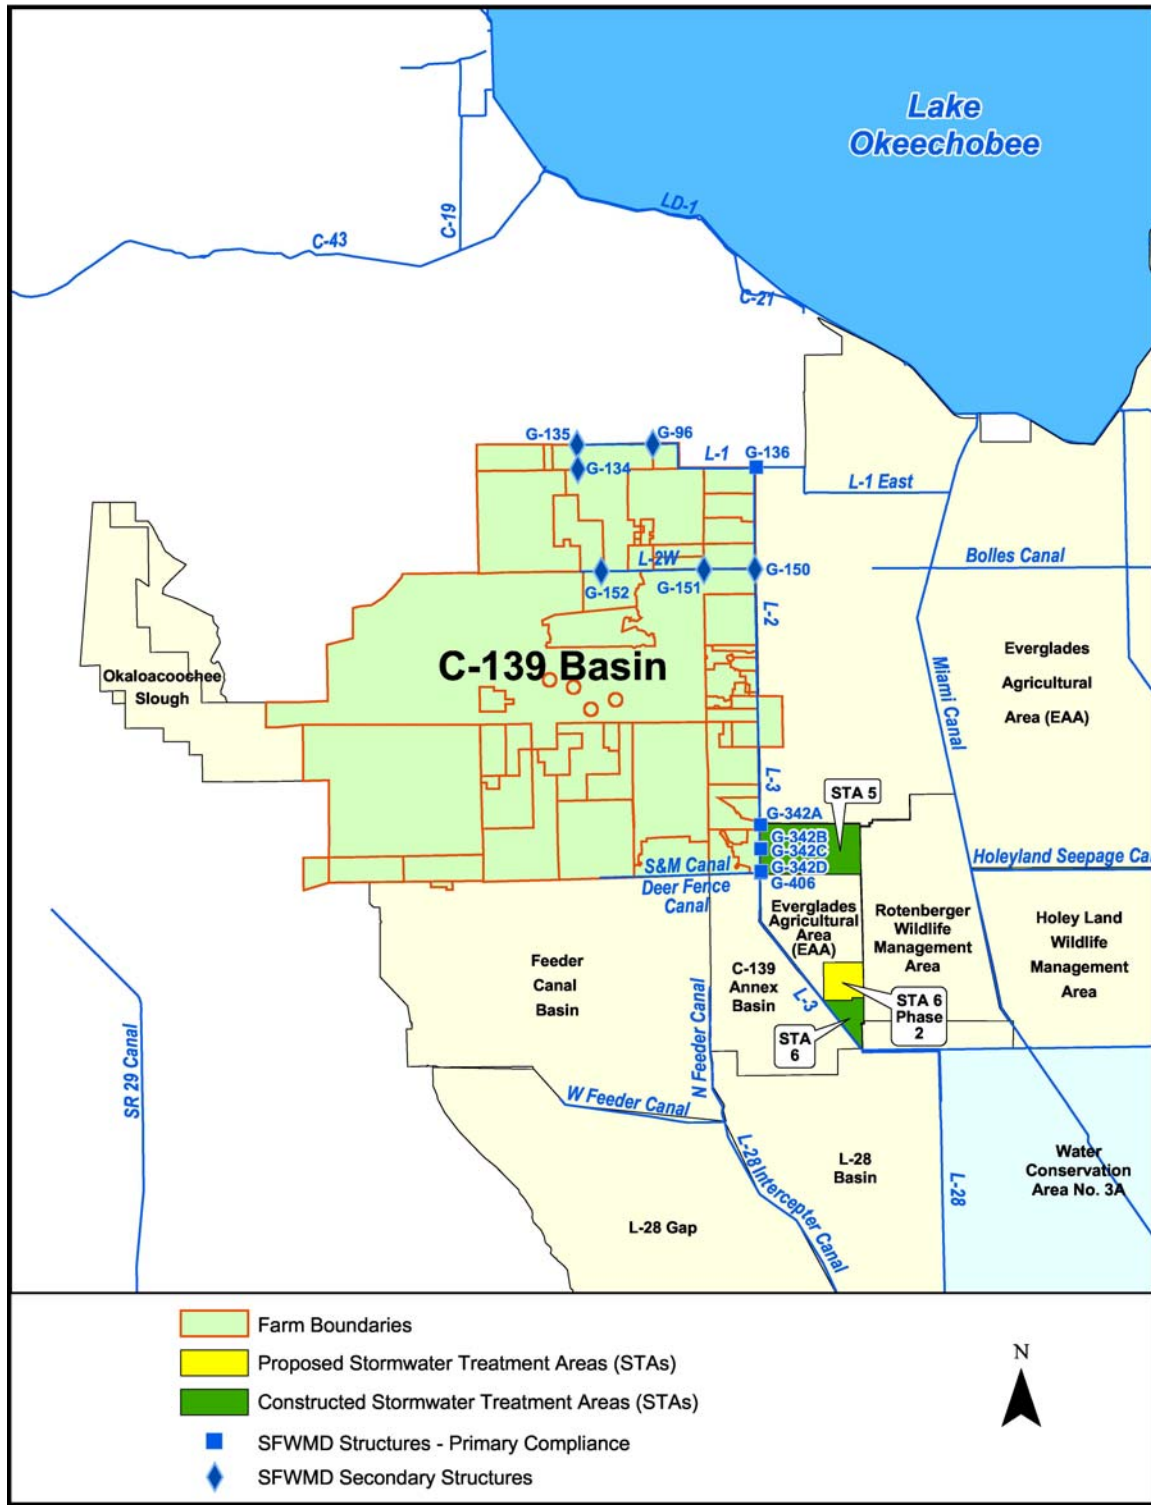 Lake
Okeechobee
LD-1
C-19
C-43
C-21
G-135
G-96
G-134
L-1
G-136
L-1 East
L-2W
Bolles Canal
G-152
G-151
G-150
L-2
C-139 Basin
Okaloacoochee
Slough
Miami Canal
Everglades
Agricultural
Area (EAA)
L-3
STA 5
G-342A
G-342B
G-342C
G-342D
G-406
S&M Canal
Deer Fence
Canal
Holeyland Seepage Ca
Everglades
Agricultural
Area
(EAA)
Rotenberger
Wildlife
Management
Area
Holey Land
Wildlife
Management
Area
Feeder
Canal
Basin
C-139
Annex
Basin
L-3
STA 6
Phase
2
STA
6
SR 29 Canal
N Feeder Canal
W Feeder Canal
L-28 Intercepter Canal
L-28
Basin
L-28
Water
Conservation
Area No. 3A
L-28 Gap
Farm Boundaries
Proposed Stormwater Treatment Areas (STAs)
Constructed Stormwater Treatment Areas (STAs)
SFWMD Structures - Primary Compliance
SFWMD Secondary Structures
N